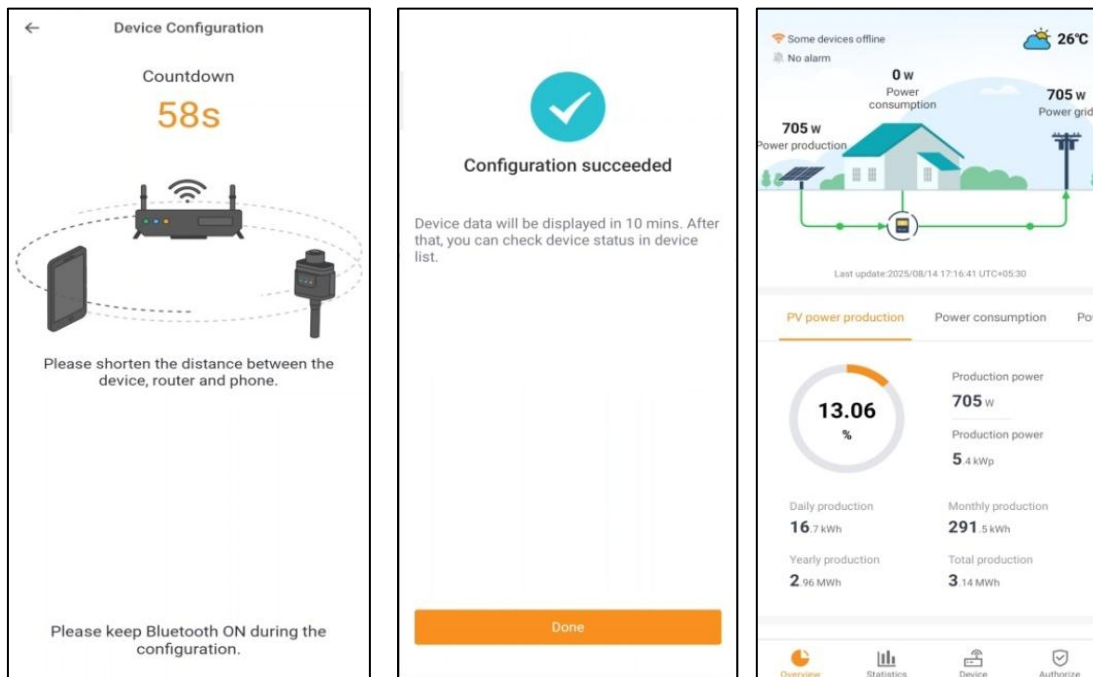 Device Configuration
Countdown
58s
Please shorten the distance between the
device, router and phone.
Please keep Bluetooth ON during the
configuration.
Configuration succeeded
Device data will be displayed in 10 mins. After
that, you can check device status in device
list.
Done
Some devices offline
26°C
No alarm
0 w
Power
consumption
705 w
Power grid
705 w
Power production
Last update:2025/08/14 17:16:41 UTC+05:30
PV power production
Power consumption
Po
13.06
%
Production power
705 w
Production power
5.4 kWp
Daily production
16.7 kWh
Monthly production
291.5 kWh
Yearly production
2.96 MWh
Total production
3.14 MWh
Overview
Statistics
Device
Authorize